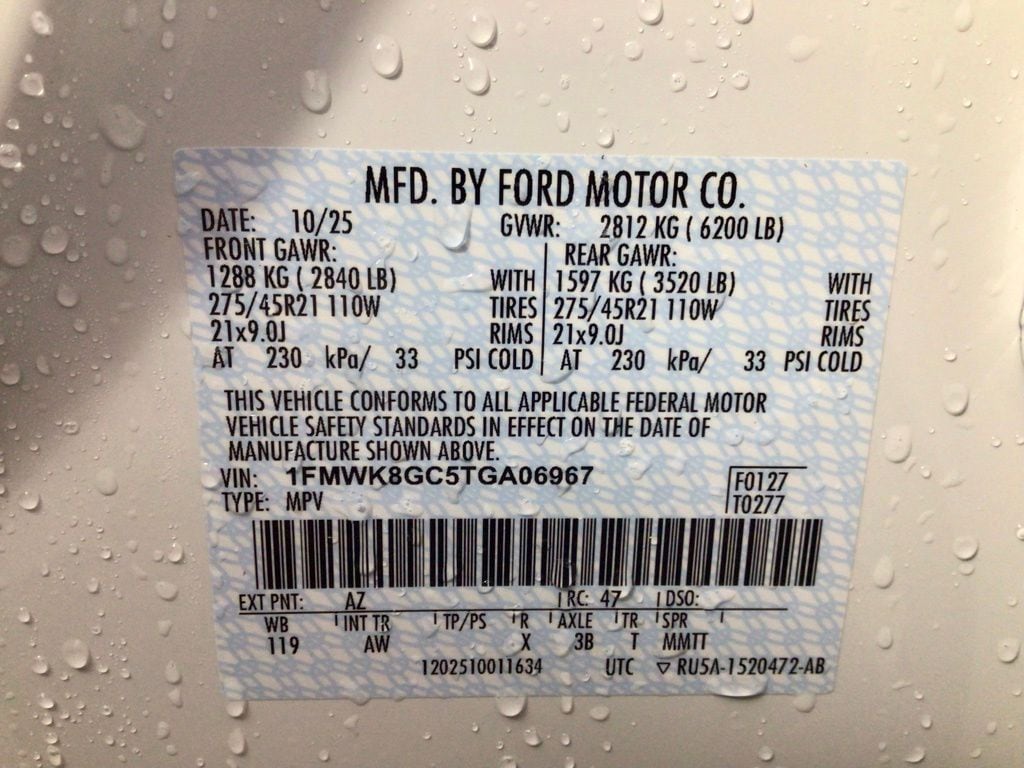 MFD. BY FORD MOTOR CO.
DATE: 10/25 GVWR: 2812 KG ( 6200 LB)
FRONT GAWR: REAR GAWR:
1288 KG ( 2840 LB) WITH 1597 KG ( 3520 LB) WITH
275/45R21 110W TIRES 275/45R21 110W TIRES
21x9.0J RIMS 21x9.0J RIMS
AT 230 kPa/ 33 PSI COLD AT 230 kPa/ 33 PSI COLD
THIS VEHICLE CONFORMS TO ALL APPLICABLE FEDERAL MOTOR
VEHICLE SAFETY STANDARDS IN EFFECT ON THE DATE OF
MANUFACTURE SHOWN ABOVE.
VIN: 1FMWK8GC5TGA06967 F0127
TYPE: MPV T0277
EXT PNT: AZ RC: 47 DSO:
WB INT TR TP/PS R AXLE TR SPR
119 AW X 3B T MMTT
1202510011634 UTC ▽ RU5A-1520472-AB